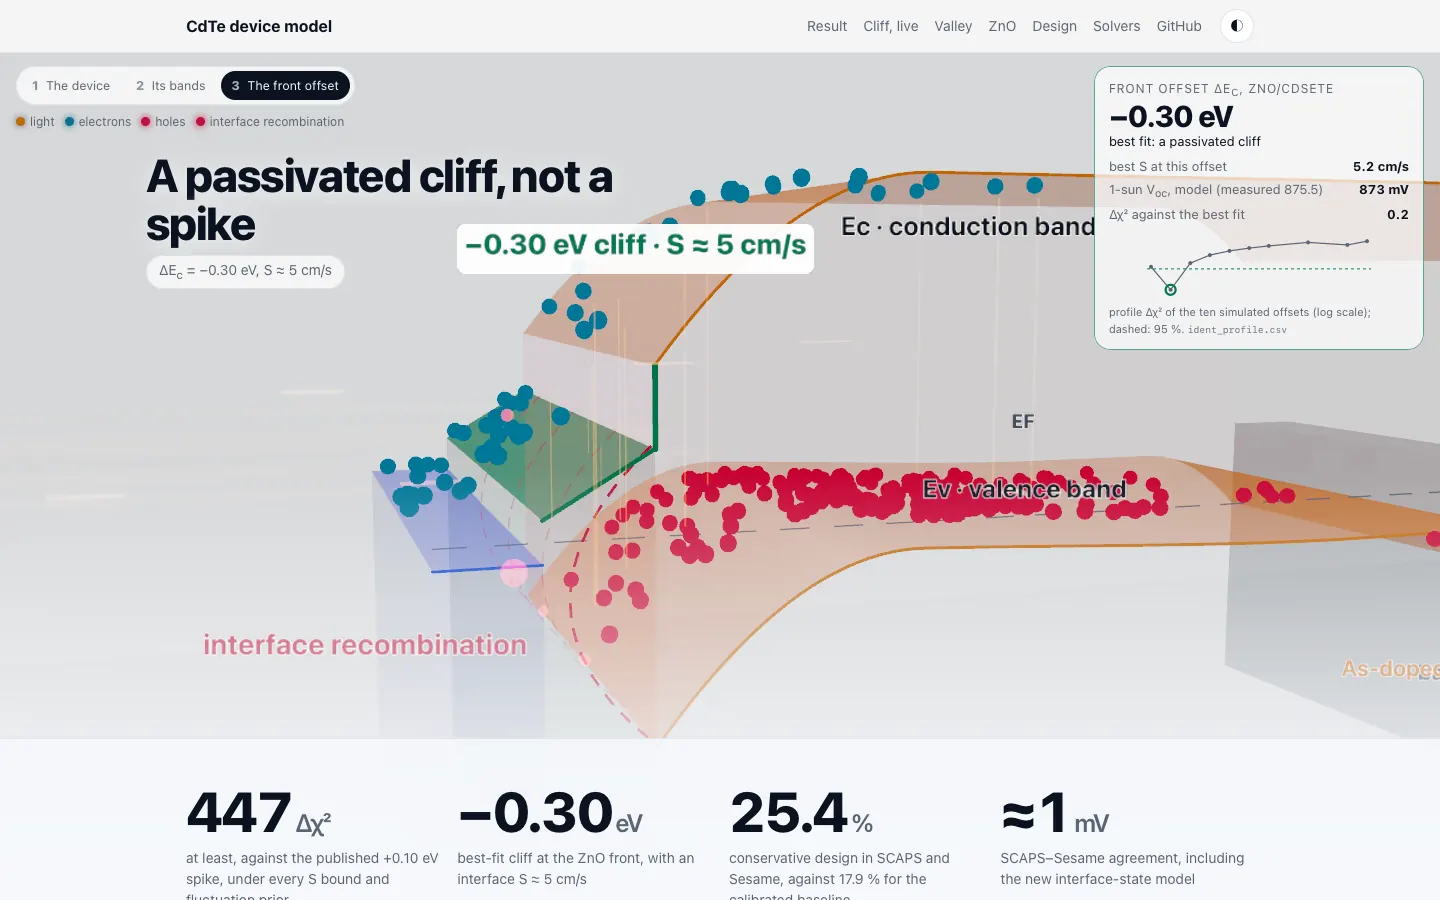 CdTe device model
Result Cliff, live Valley ZnO Design Solvers GitHub
1 The device 2 Its bands 3 The front offset
light electrons holes interface recombination
A passivated cliff, not a
spike
ΔEc = −0.30 eV, S ≈ 5 cm/s
−0.30 eV cliff · S ≈ 5 cm/s
Ec · conduction band
FRONT OFFSET ΔEC, ZNO/CDSETE
−0.30 eV
best fit: a passivated cliff
best S at this offset 5.2 cm/s
1-sun Voc, model (measured 875.5) 873 mV
Δχ² against the best fit 0.2
profile Δχ² of the ten simulated offsets (log scale);
dashed: 95 %. ident_profile.csv
EF
Ev · valence band
interface recombination
As-doped
447 Δχ²
at least, against the published +0.10 eV
spike, under every S bound and
fluctuation prior
−0.30 eV
best-fit cliff at the ZnO front, with an
interface S ≈ 5 cm/s
25.4 %
conservative design in SCAPS and
Sesame, against 17.9 % for the
calibrated baseline
≈1 mV
SCAPS–Sesame agreement, including
the new interface-state model